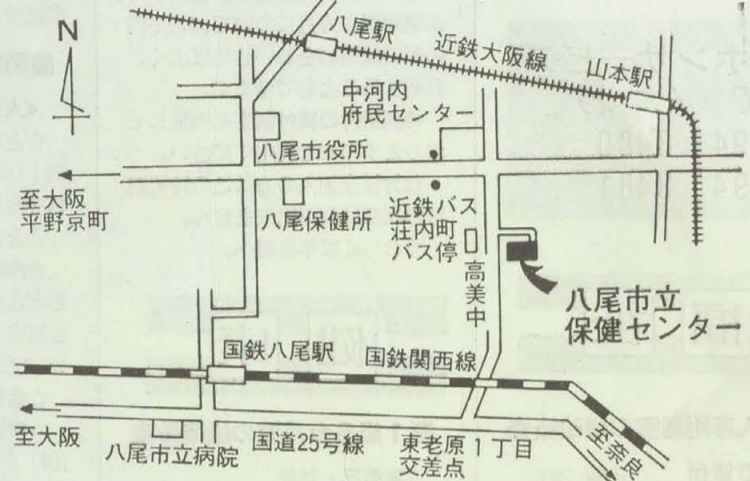 N
八尾駅
近鉄大阪線
山本駅
中河内
府民センター
八尾市役所
至大阪
平野京町
八尾保健所
近鉄バス
荘内町
バス停
高美中
八尾市立
保健センター
国鉄八尾駅
国鉄関西線
至大阪
八尾市立病院
国道25号線
東老原1丁目
交差点
至奈良